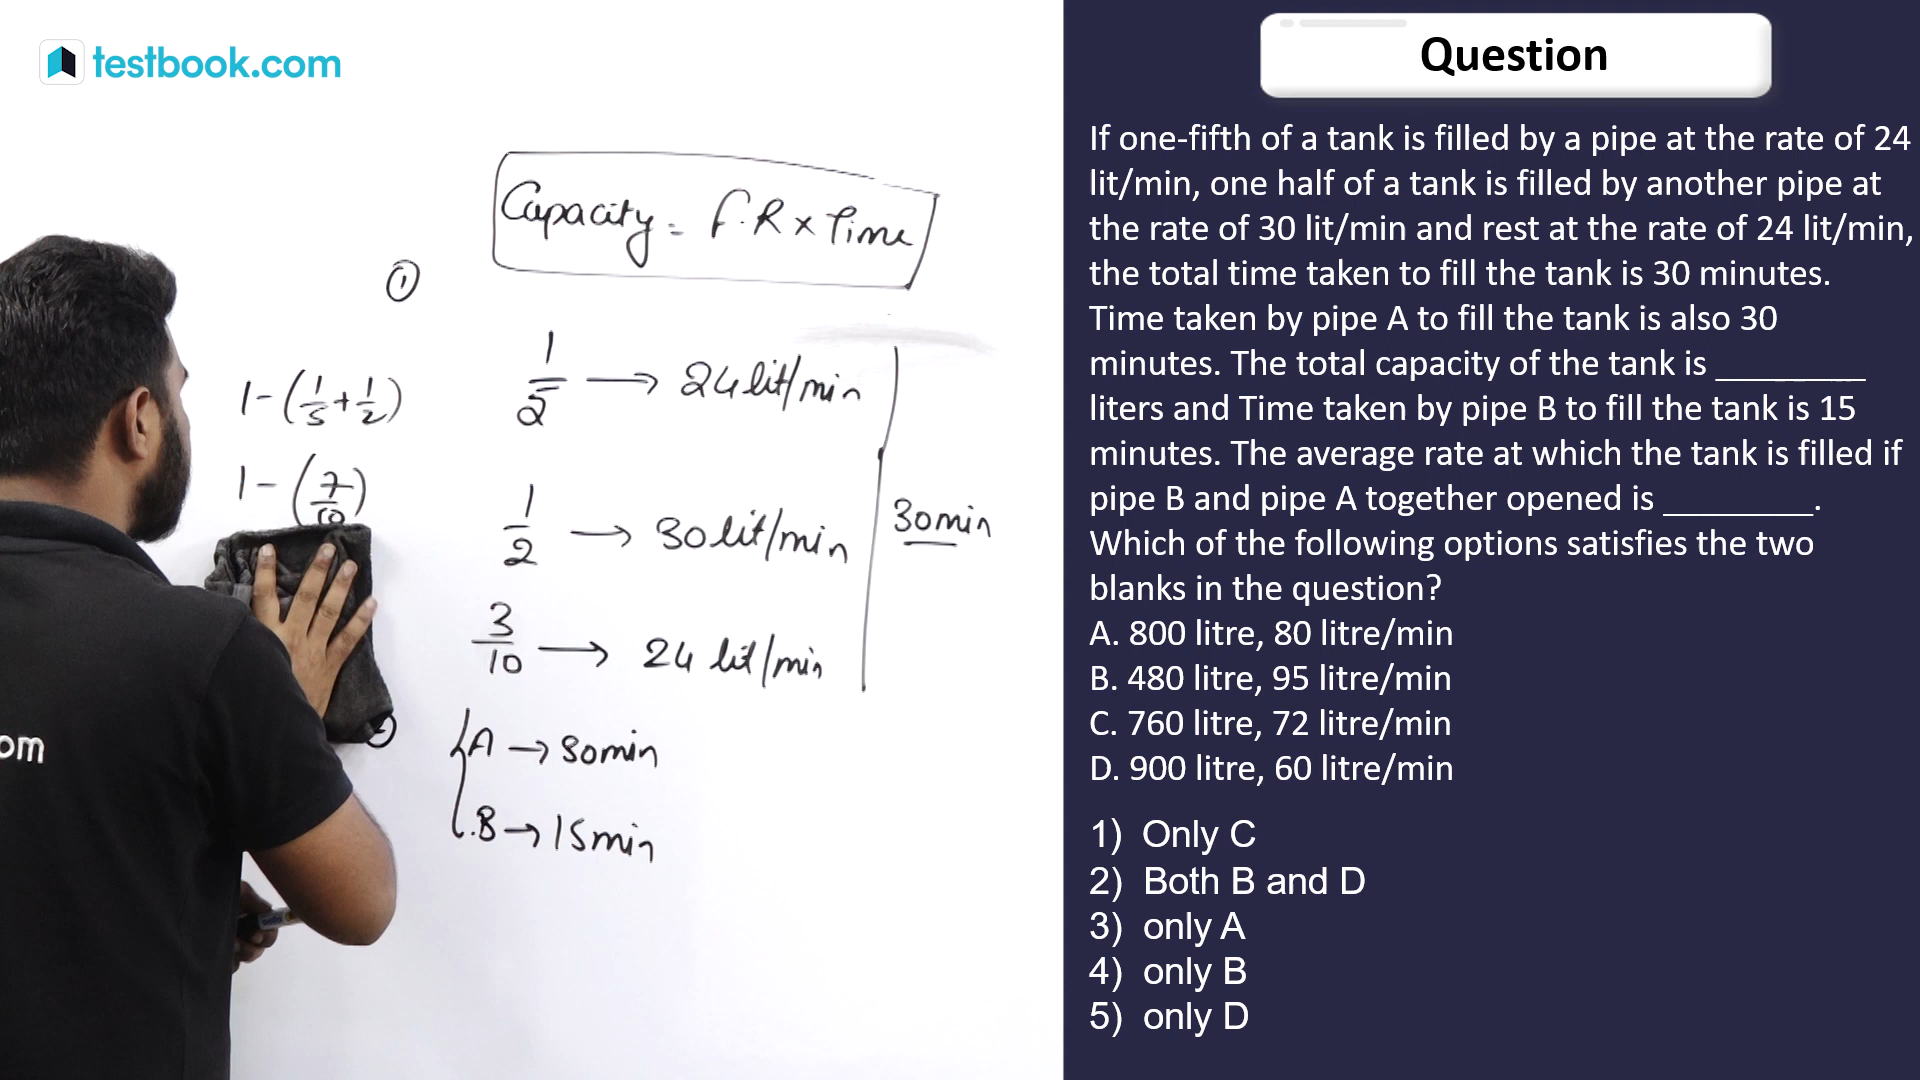 testbook.com
Question
Capacity = f.R x Time
①
1/5 → 24 lit/min
1-(1/5+1/2)
1-(7/10)
1/2 → 30 lit/min
30min
3/10 → 24 lit/min
A → 30min
B → 15min
om
If one-fifth of a tank is filled by a pipe at the rate of 24
lit/min, one half of a tank is filled by another pipe at
the rate of 30 lit/min and rest at the rate of 24 lit/min,
the total time taken to fill the tank is 30 minutes.
Time taken by pipe A to fill the tank is also 30
minutes. The total capacity of the tank is ________
liters and Time taken by pipe B to fill the tank is 15
minutes. The average rate at which the tank is filled if
pipe B and pipe A together opened is ________.
Which of the following options satisfies the two
blanks in the question?
A. 800 litre, 80 litre/min
B. 480 litre, 95 litre/min
C. 760 litre, 72 litre/min
D. 900 litre, 60 litre/min
1) Only C
2) Both B and D
3) only A
4) only B
5) only D